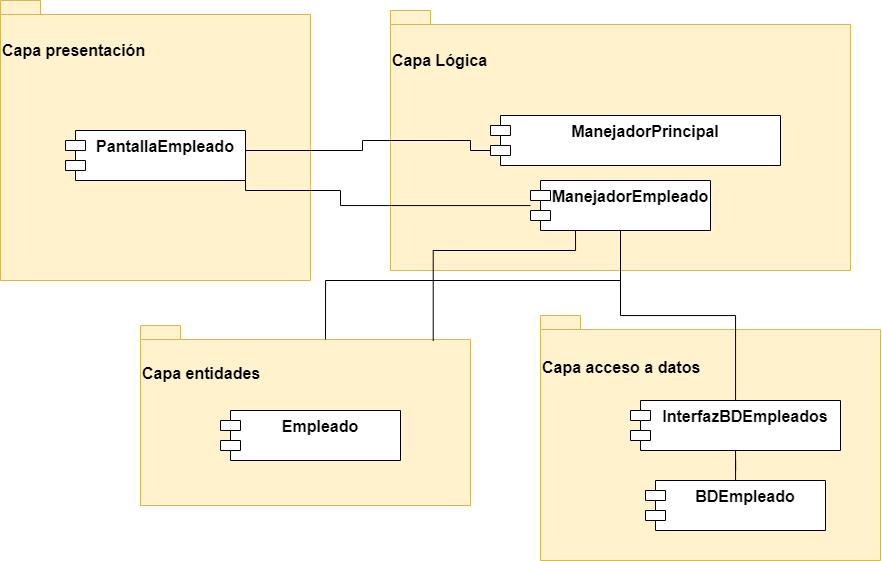 Capa presentación
PantallaEmpleado
Capa Lógica
ManejadorPrincipal
ManejadorEmpleado
Capa entidades
Empleado
Capa acceso a datos
InterfazBDEmpleados
BDEmpleado